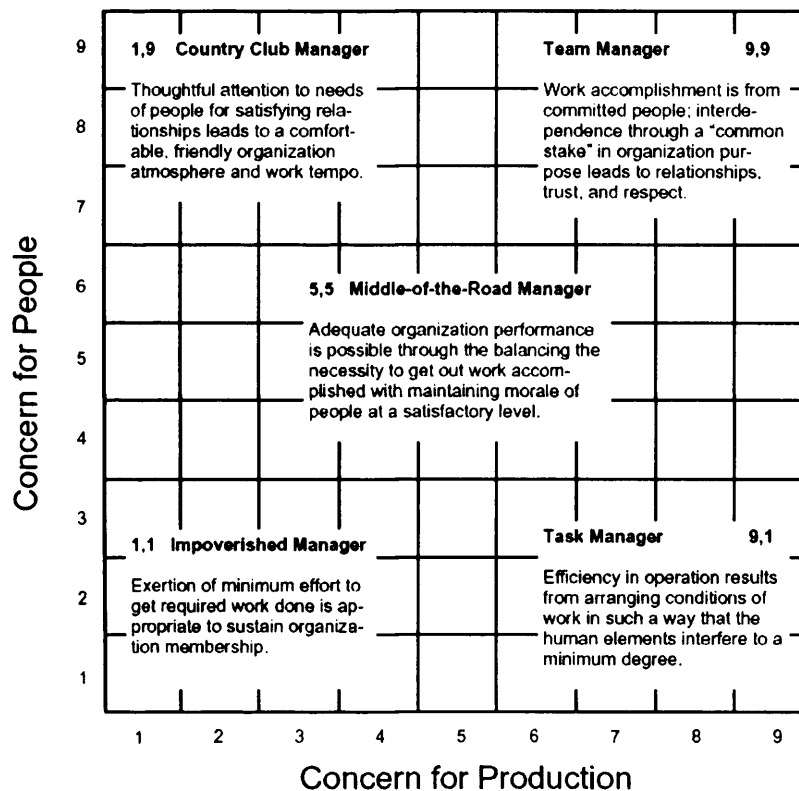 9
8
7
6
5
4
3
2
1
Concern for People
1,9 Country Club Manager
Thoughtful attention to needs
of people for satisfying rela-
tionships leads to a comfort-
able, friendly organization
atmosphere and work tempo.
Team Manager 9,9
Work accomplishment is from
committed people; interde-
pendence through a "common
stake" in organization pur-
pose leads to relationships,
trust, and respect.
5,5 Middle-of-the-Road Manager
Adequate organization performance
is possible through the balancing the
necessity to get out work accom-
plished with maintaining morale of
people at a satisfactory level.
1,1 Impoverished Manager
Exertion of minimum effort to
get required work done is ap-
propriate to sustain organiza-
tion membership.
Task Manager 9,1
Efficiency in operation results
from arranging conditions of
work in such a way that the
human elements interfere to a
minimum degree.
1 2 3 4 5 6 7 8 9
Concern for Production